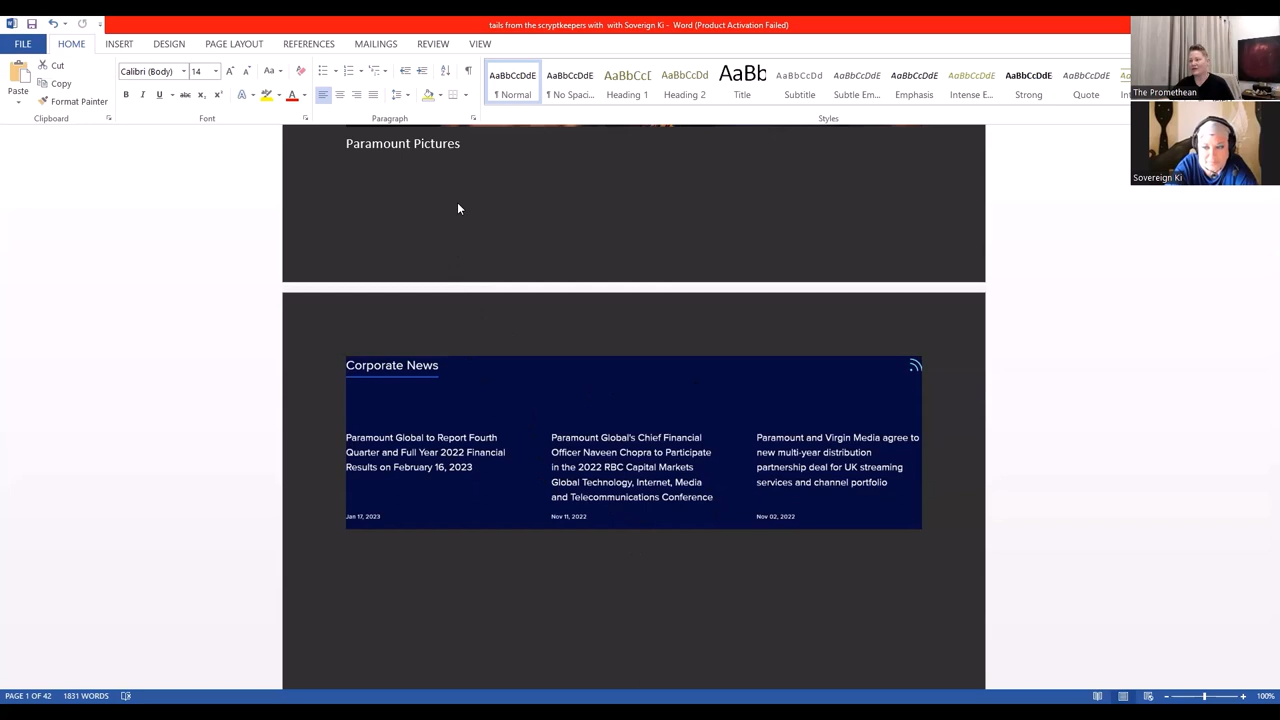 tails from the scryptkeepers with  with Soverign Ki -  Word (Product Activation Failed)
FILE HOME INSERT DESIGN PAGE LAYOUT REFERENCES MAILINGS REVIEW VIEW
Paste
Cut
Copy
Format Painter
Clipboard
Calibri (Body) 14
Font
Paragraph
AaBbCcDdE AaBbCcDdE AaBbCcE AaBbCcDd AaBb AaBbCcDd AaBbCcDdE AaBbCcDdE AaBbCcDdE AaBbCcDdE AaBbCcDdE
¶ Normal ¶ No Spaci... Heading 1 Heading 2 Title Subtitle Subtle Em... Emphasis Intense E... Strong Quote
Styles
The Promethean
Sovereign Ki
Paramount Pictures
Corporate News
Paramount Global to Report Fourth
Quarter and Full Year 2022 Financial
Results on February 16, 2023
Jan 17, 2023
Paramount Global's Chief Financial
Officer Naveen Chopra to Participate
in the 2022 RBC Capital Markets
Global Technology, Internet, Media
and Telecommunications Conference
Nov 11, 2022
Paramount and Virgin Media agree to
new multi-year distribution
partnership deal for UK streaming
services and channel portfolio
Nov 02, 2022
PAGE 1 OF 42 1831 WORDS 100%